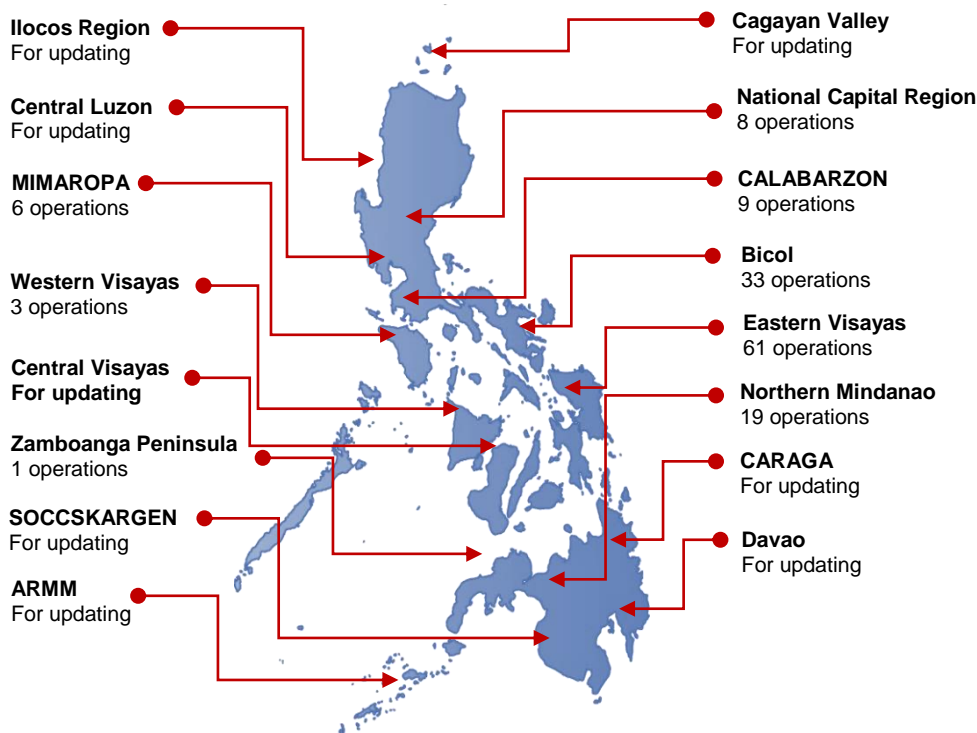 Ilocos Region
For updating
Central Luzon
For updating
MIMAROPA
6 operations
Western Visayas
3 operations
Central Visayas
For updating
Zamboanga Peninsula
1 operations
SOCCSKARGEN
For updating
ARMM
For updating
Cagayan Valley
For updating
National Capital Region
8 operations
CALABARZON
9 operations
Bicol
33 operations
Eastern Visayas
61 operations
Northern Mindanao
19 operations
CARAGA
For updating
Davao
For updating